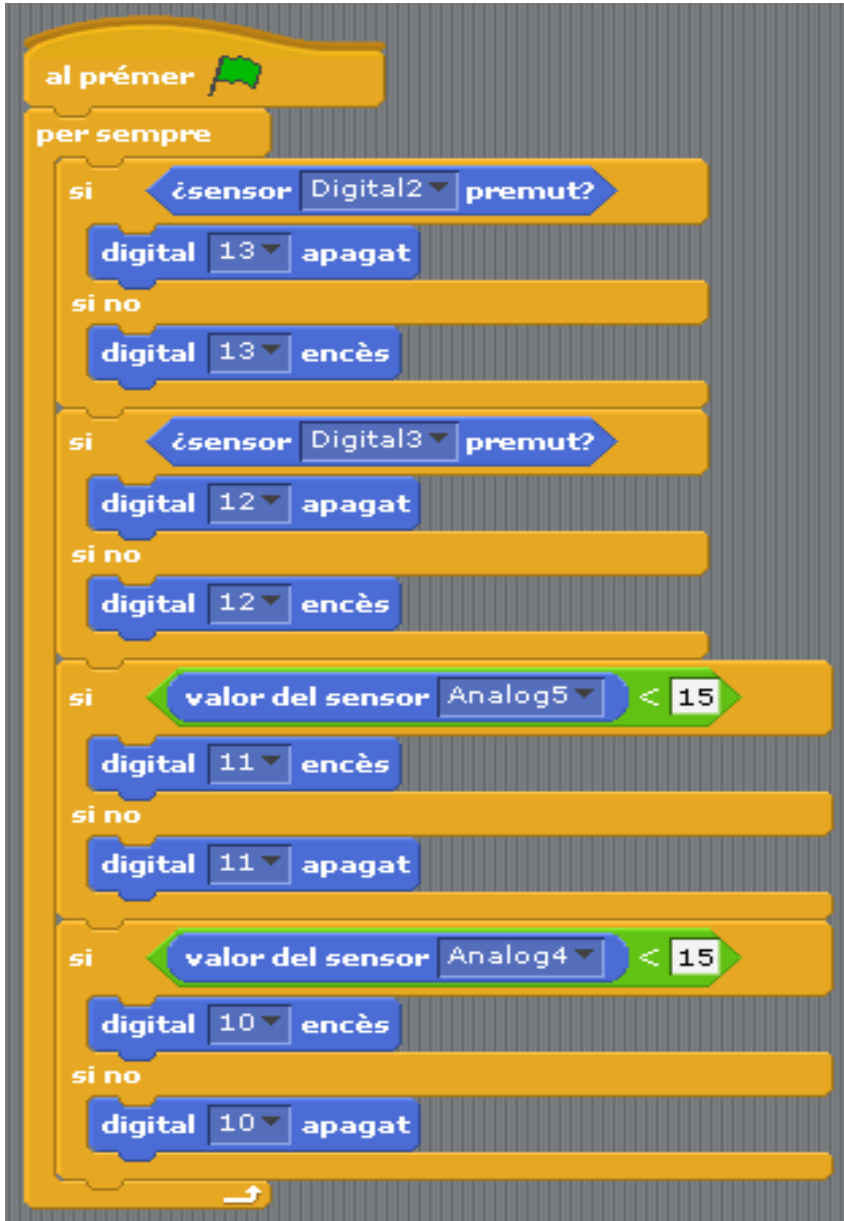 al prémer
per sempre
si ¿sensor Digital2 premut?
digital 13 apagat
si no
digital 13 encès
si ¿sensor Digital3 premut?
digital 12 apagat
si no
digital 12 encès
si valor del sensor Analog5 < 15
digital 11 encès
si no
digital 11 apagat
si valor del sensor Analog4 < 15
digital 10 encès
si no
digital 10 apagat